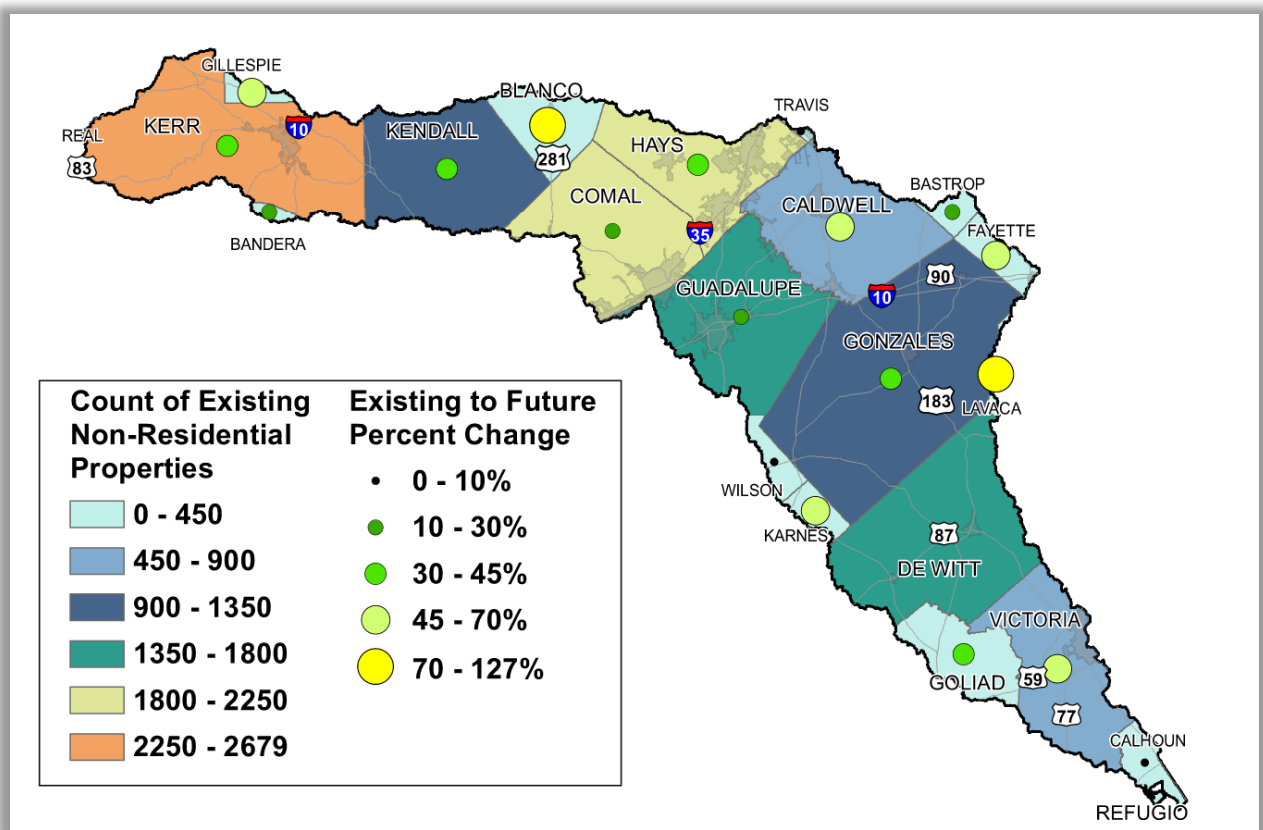 GILLESPIE
BLANCO
TRAVIS
REAL
KERR
10
KENDALL
HAYS
83
281
BASTROP
COMAL
CALDWELL
35
FAYETTE
BANDERA
90
GUADALUPE
10
GONZALES
183
LAVACA
WILSON
KARNES
87
DE WITT
VICTORIA
59
GOLIAD
77
CALHOUN
REFUGIO
Count of Existing
Non-Residential
Properties
0 - 450
450 - 900
900 - 1350
1350 - 1800
1800 - 2250
2250 - 2679
Existing to Future
Percent Change
0 - 10%
10 - 30%
30 - 45%
45 - 70%
70 - 127%